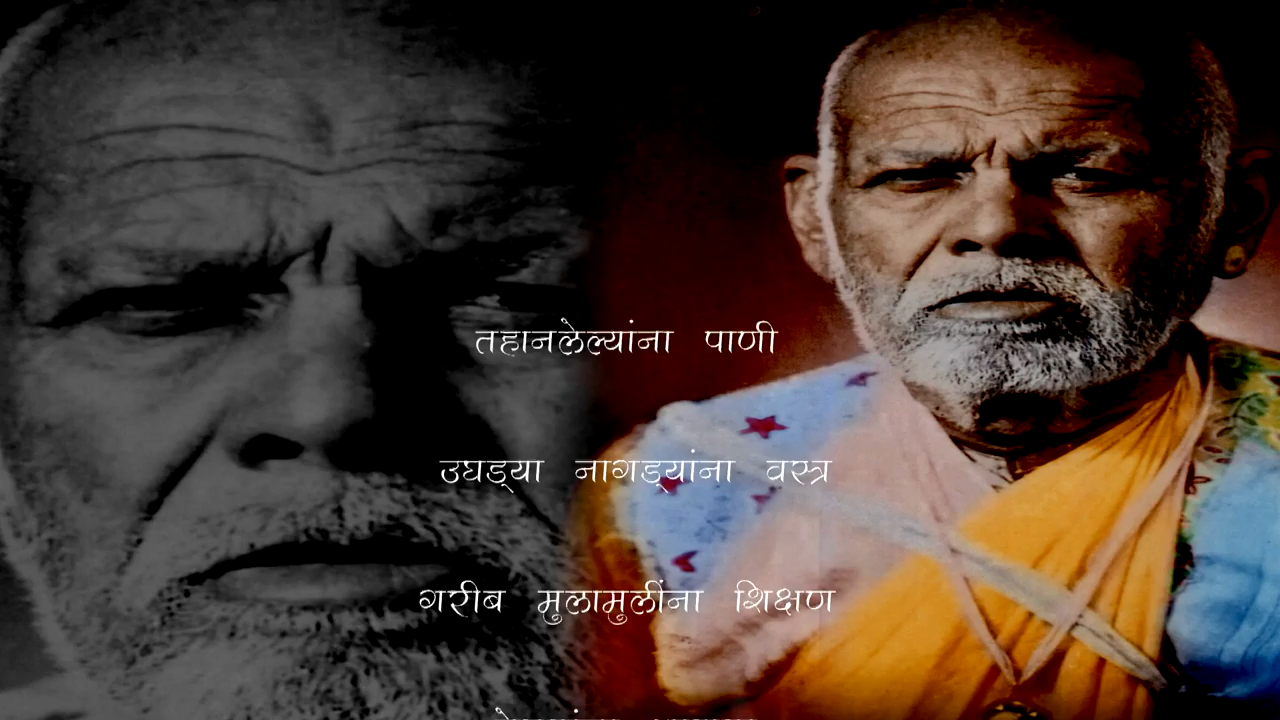 तहानलेल्यांना पाणी
उघड्या नागड्यांना वस्त्र
गरीब मुलामुलींना शिक्षण